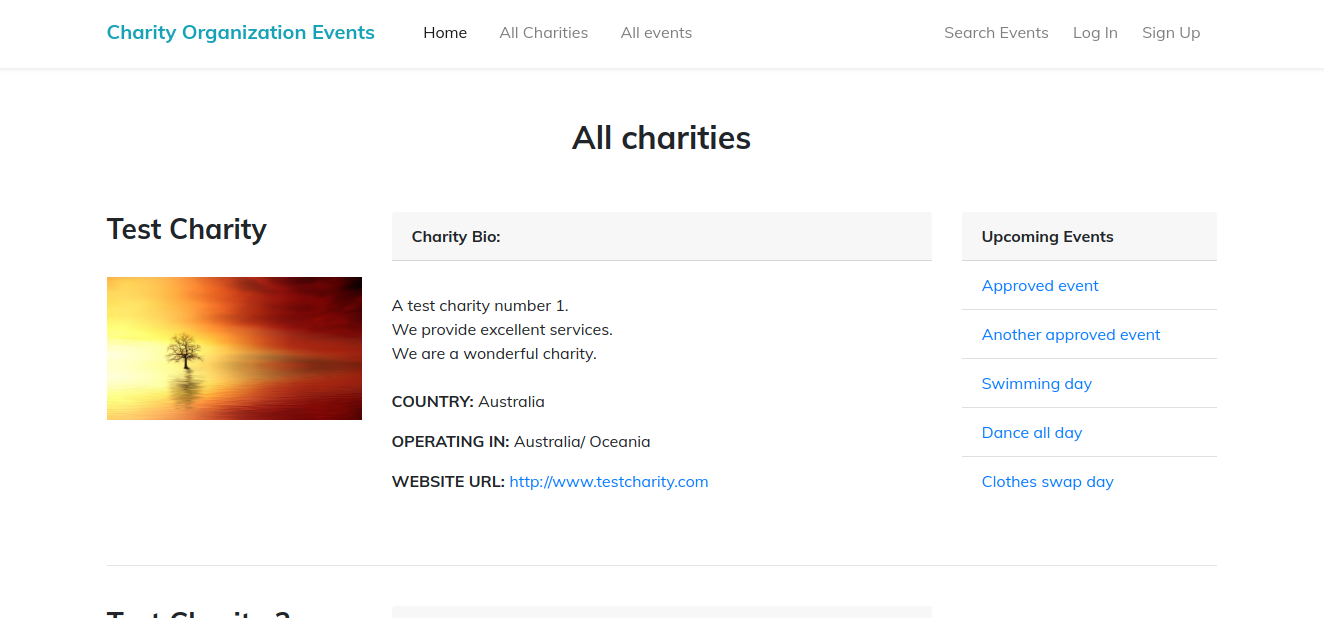 Charity Organization Events
Home
All Charities
All events
Search Events
Log In
Sign Up
All charities
Test Charity
Charity Bio:
A test charity number 1.
We provide excellent services.
We are a wonderful charity.
COUNTRY: Australia
OPERATING IN: Australia/ Oceania
WEBSITE URL: http://www.testcharity.com
Upcoming Events
Approved event
Another approved event
Swimming day
Dance all day
Clothes swap day